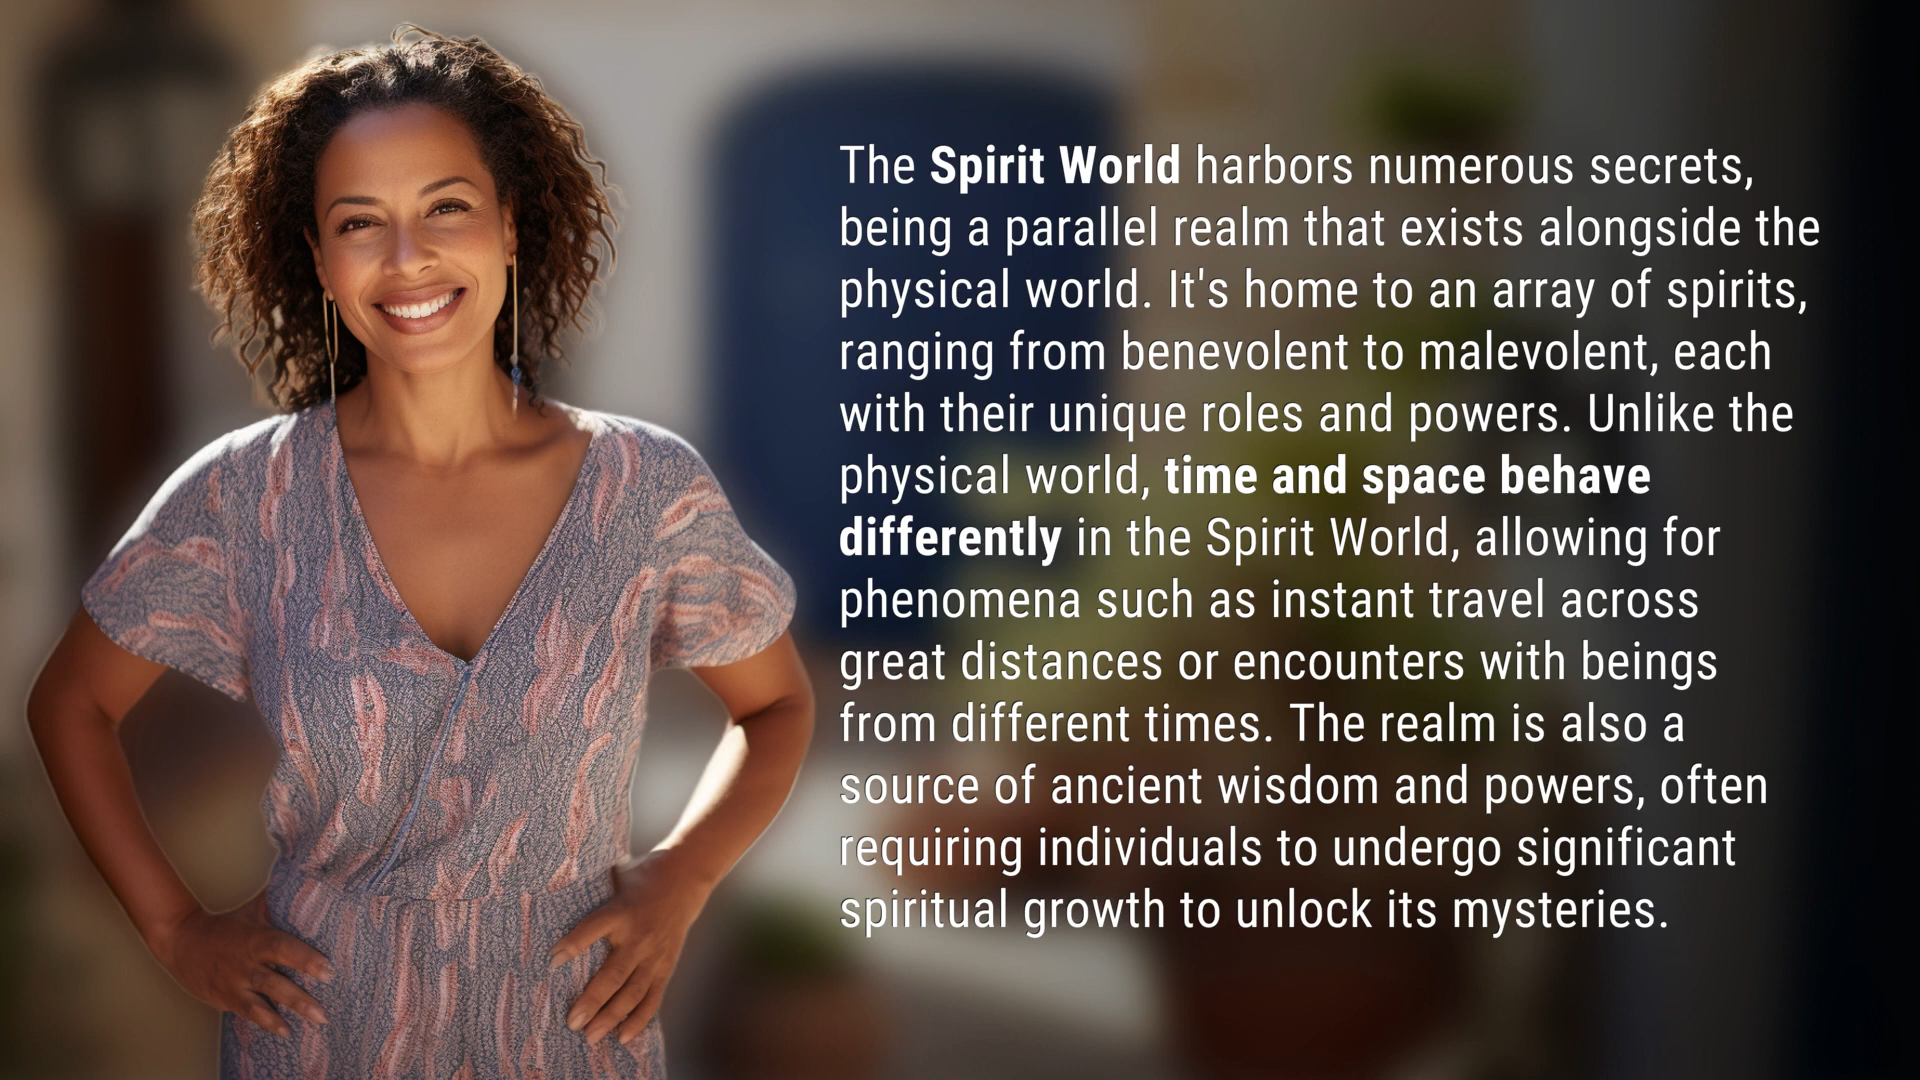 The Spirit World harbors numerous secrets,
being a parallel realm that exists alongside the
physical world. It's home to an array of spirits,
ranging from benevolent to malevolent, each
with their unique roles and powers. Unlike the
physical world, time and space behave
differently in the Spirit World, allowing for
phenomena such as instant travel across
great distances or encounters with beings
from different times. The realm is also a
source of ancient wisdom and powers, often
requiring individuals to undergo significant
spiritual growth to unlock its mysteries.